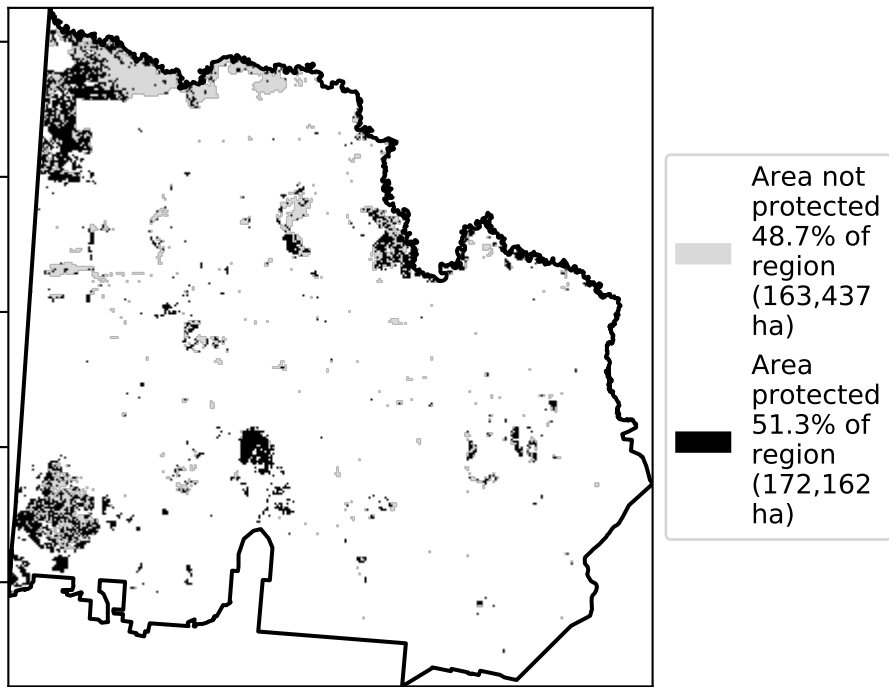 Area not
protected
48.7% of
region
(163,437
ha)
Area
protected
51.3% of
region
(172,162
ha)